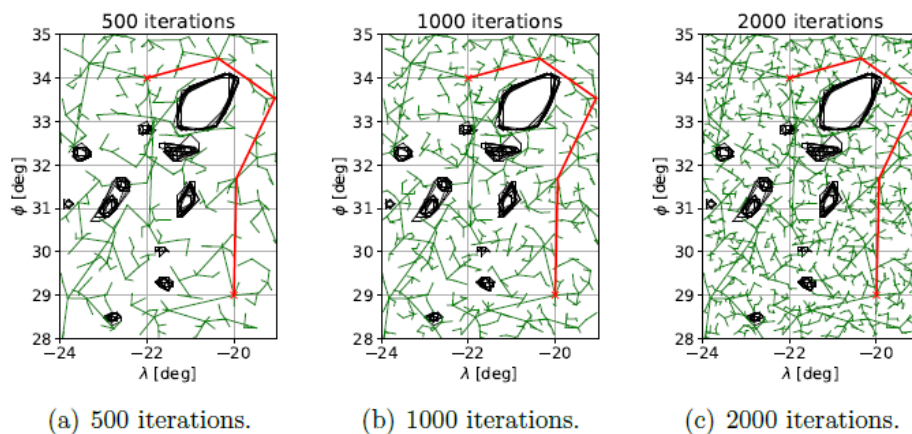 500 iterations
1000 iterations
2000 iterations
35
34
33
32
31
30
29
28
ϕ [deg]
−24
−22
−20
λ [deg]
35
34
33
32
31
30
29
28
ϕ [deg]
−24
−22
−20
λ [deg]
35
34
33
32
31
30
29
28
ϕ [deg]
−24
−22
−20
λ [deg]
(a) 500 iterations.
(b) 1000 iterations.
(c) 2000 iterations.